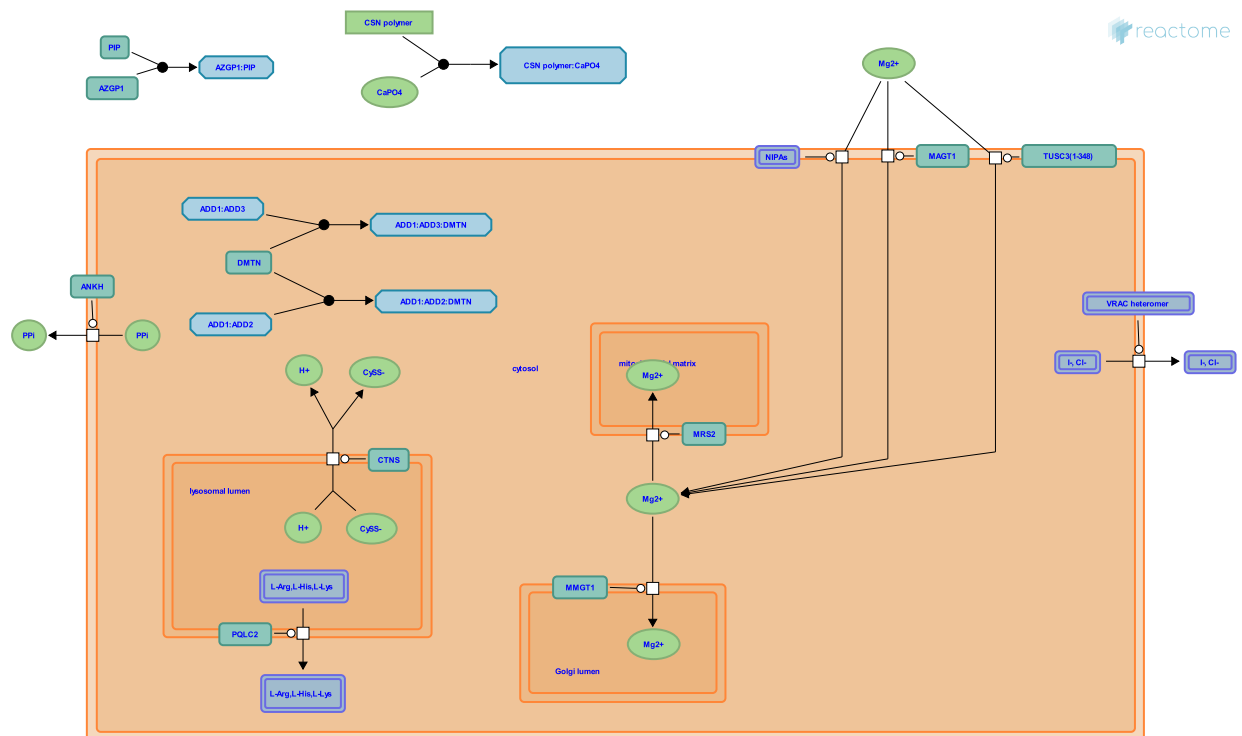 CSN polymer
reactome
PIP
AZGP1:PIP
CSN polymer:CaPO4
Mg2+
AZGP1
CaPO4
NIPAs
MAGT1
TUSC3(1-348)
ADD1:ADD3
ADD1:ADD3:DMTN
DMTN
ANKH
ADD1:ADD2:DMTN
VRAC heteromer
ADD1:ADD2
PPi
PPi
I-, Cl-
I-, Cl-
H+
CySS-
cytosol
matrix
Mg2+
MRS2
CTNS
lysosomal lumen
Mg2+
H+
CySS-
L-Arg,L-His,L-Lys
MMGT1
PQLC2
Mg2+
Golgi lumen
L-Arg,L-His,L-Lys